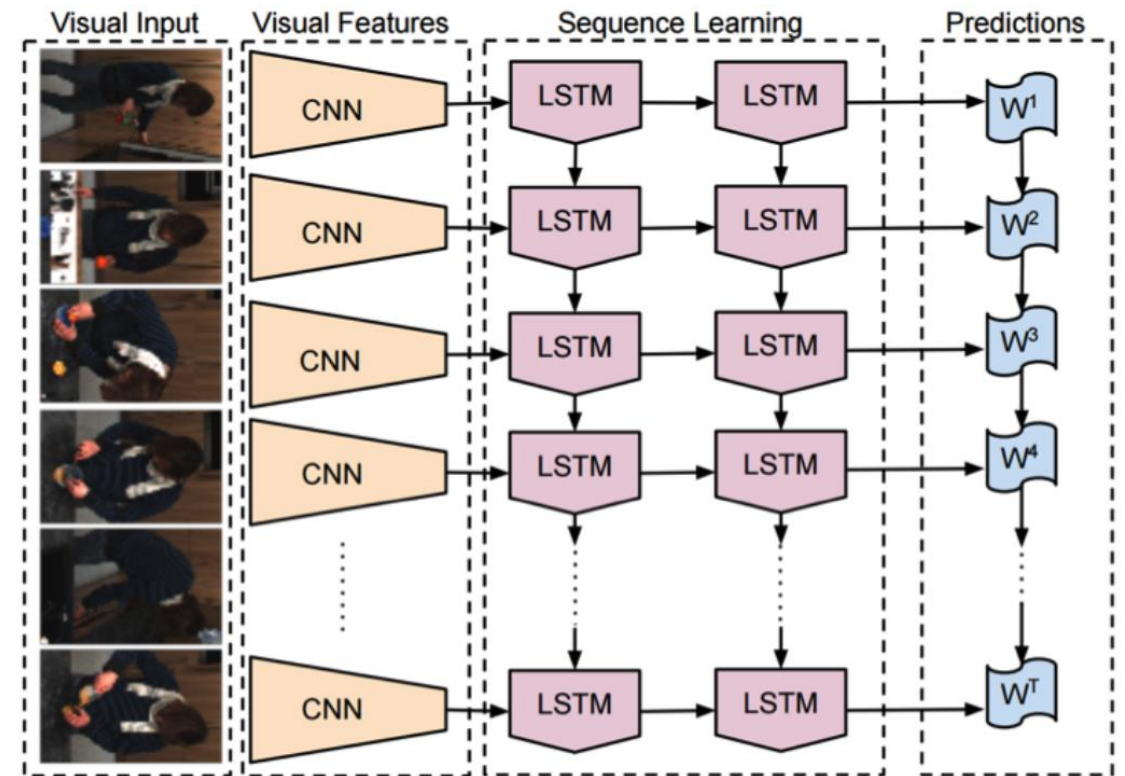 Visual Input Visual Features Sequence Learning Predictions
CNN LSTM LSTM W¹
CNN LSTM LSTM W²
CNN LSTM LSTM W³
CNN LSTM LSTM W⁴
CNN LSTM LSTM Wᵀ